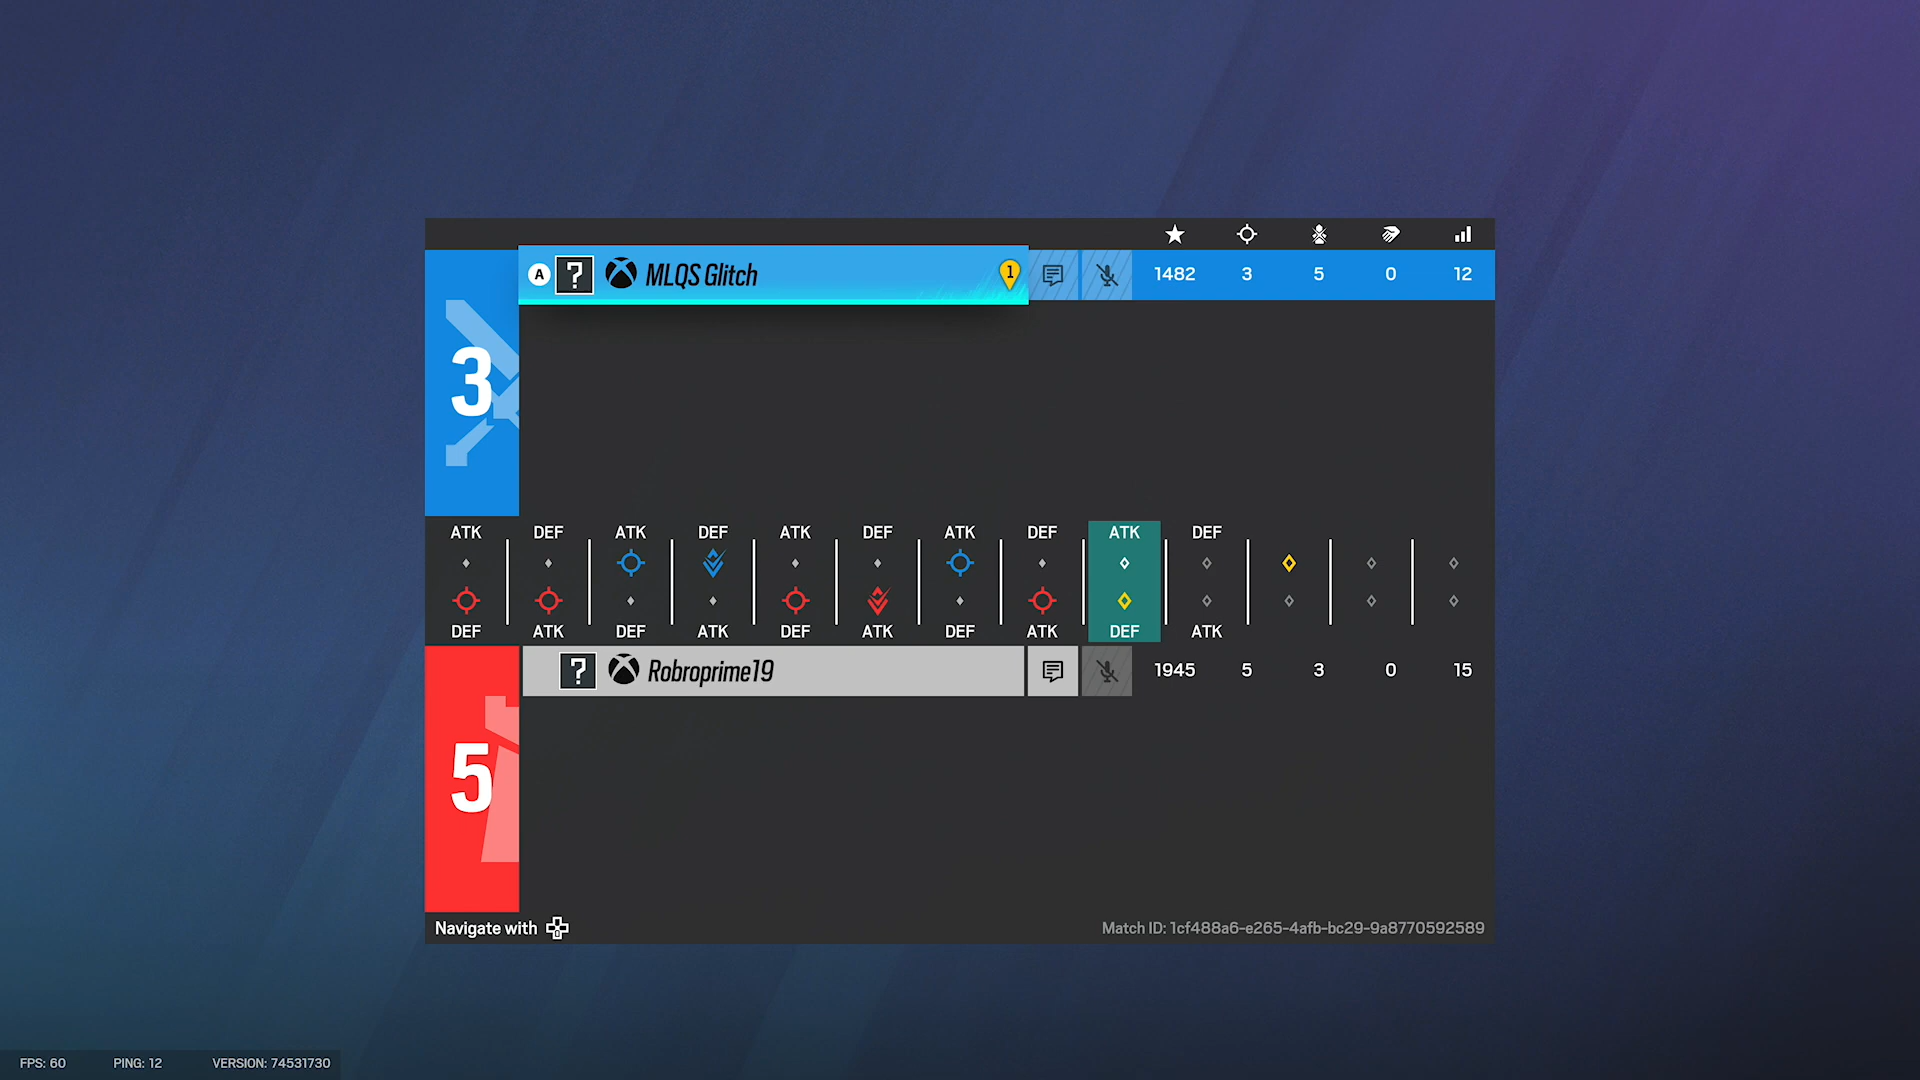 A ? MLQS Glitch 1 1482 3 5 0 12
3
ATK DEF ATK DEF ATK DEF ATK DEF ATK DEF
DEF ATK DEF ATK DEF ATK DEF ATK DEF ATK
? Robroprime19 1945 5 3 0 15
5
Navigate with
Match ID: 1cf488a6-e265-4afb-bc29-9a8770592589
FPS: 60 PING: 12 VERSION: 74531730